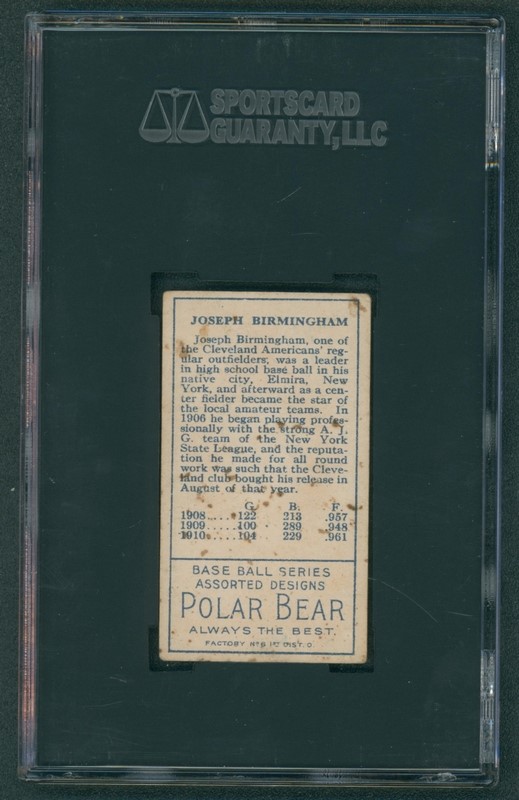 SPORTSCARD
GUARANTY, LLC
JOSEPH BIRMINGHAM
Joseph Birmingham, one of
the Cleveland Americans' reg-
ular outfielders, was a leader
in high school base ball in his
native city, Elmira, New
York, and afterward as a cen-
ter fielder became the star of
the local amateur teams. In
1906 he began playing profes-
sionally with the strong A. J.
G. team of the New York
State League, and the reputa-
tion he made for all round
work was such that the Cleve-
land club bought his release in
August of that year.
G. B. F.
1908.....122 213 .957
1909.....100 289 .948
1910.....104 229 .961
BASE BALL SERIES
ASSORTED DESIGNS
POLAR BEAR
ALWAYS THE BEST.
FACTORY Nº 6 1ST DIST. O.